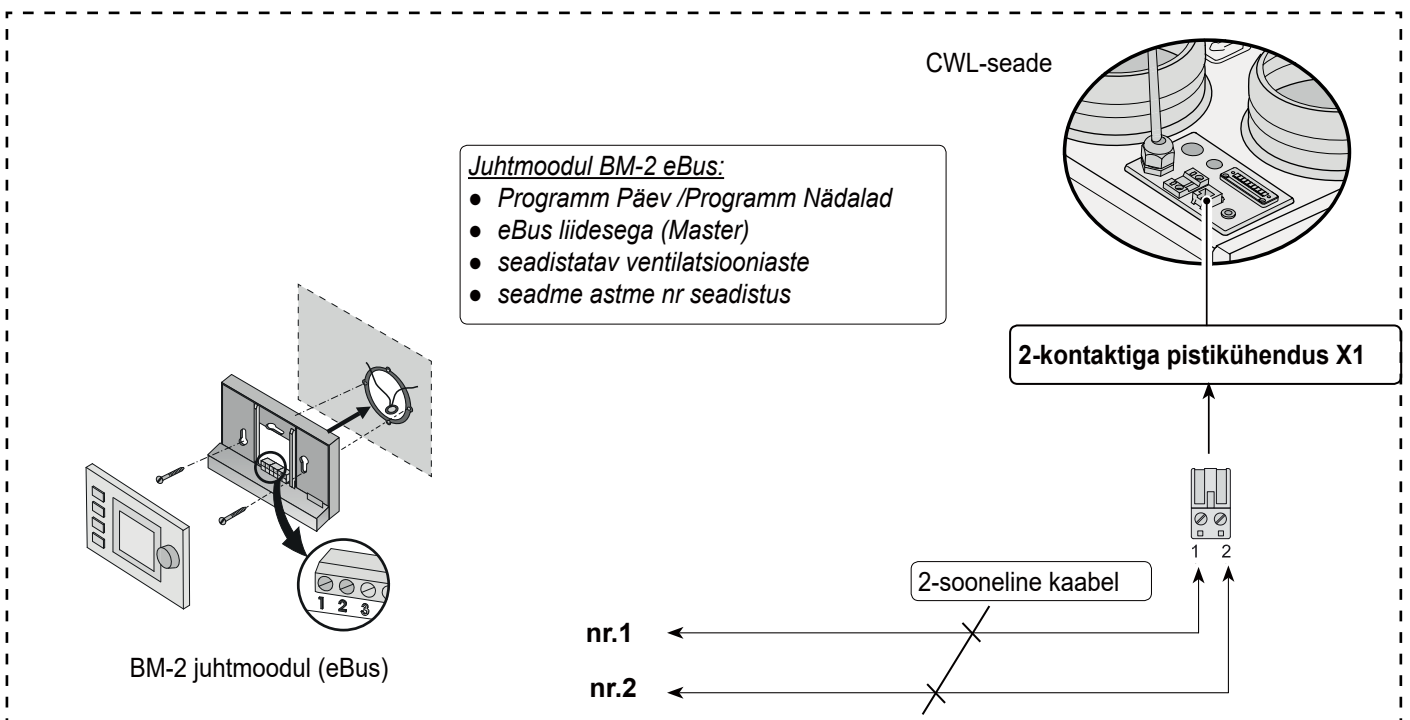 CWL-seade
Juhtmoodul BM-2 eBus:
● Programm Päev /Programm Nädalad
● eBus liidesega (Master)
● seadistatav ventilatsiooniaste
● seadme astme nr seadistus
2-kontaktiga pistikühendus X1
1 2
2-sooneline kaabel
nr.1
nr.2
1 2 3
BM-2 juhtmoodul (eBus)